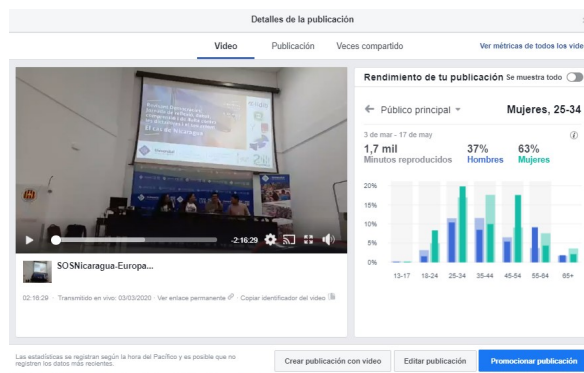 Detalles de la publicación
Video
Publicación
Veces compartido
Ver métricas de todos los vide
El cas de Nicaragua
-2:16:29
SOSNicaragua-Europa...
02:16:29 · Transmitido en vivo: 03/03/2020 · Ver enlace permanente · Copiar identificador del video
Rendimiento de tu publicación Se muestra todo
Público principal
Mujeres, 25-34
3 de mar - 17 de may
1,7 mil
37%
63%
Minutos reproducidos
Hombres
Mujeres
20%
15%
10%
5%
0%
13-17 18-24 25-34 35-44 45-54 55-64 65+
Las estadísticas se registran según la hora del Pacífico y es posible que no
registren los datos más recientes.
Crear publicación con video
Editar publicación
Promocionar publicación